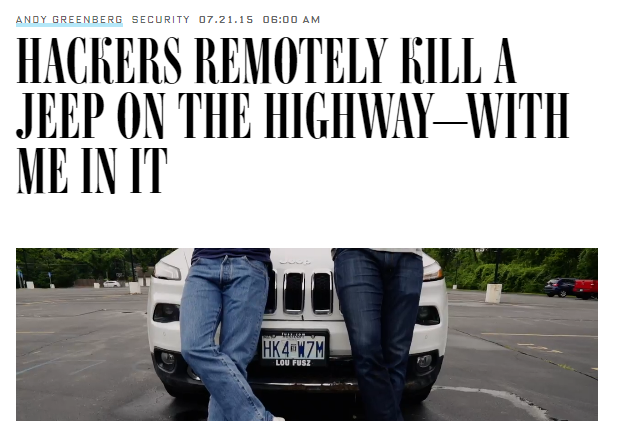 ANDY GREENBERG SECURITY 07.21.15 06:00 AM
HACKERS REMOTELY KILL A
JEEP ON THE HIGHWAY—WITH
ME IN IT
Jeep
HK4 W7M
LOU FUSZ